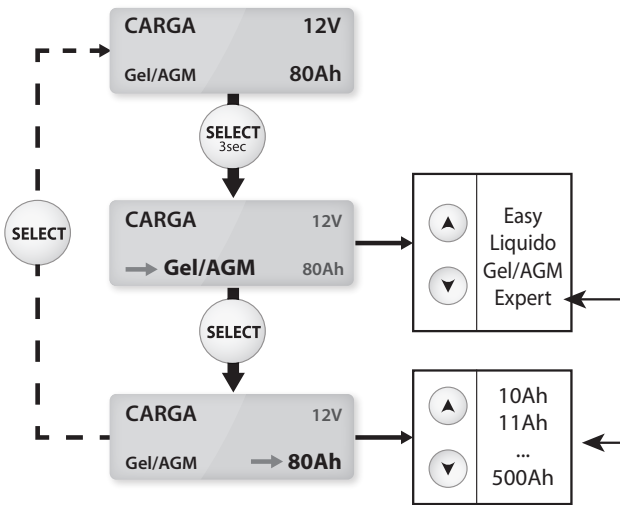 CARGA 12V
Gel/AGM 80Ah
SELECT
3sec
CARGA 12V
Gel/AGM 80Ah
Easy
Liquido
Gel/AGM
Expert
SELECT
SELECT
CARGA 12V
Gel/AGM 80Ah
10Ah
11Ah
...
500Ah